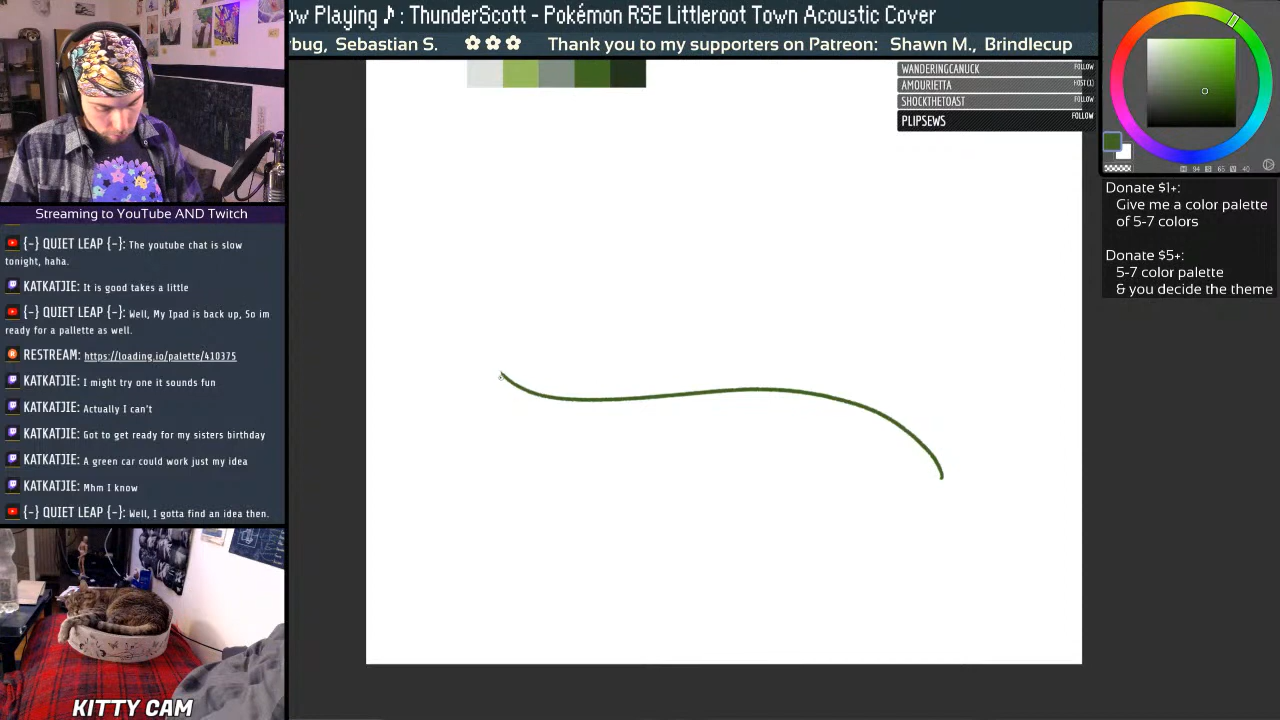 ow Playing ♪ : ThunderScott - Pokémon RSE Littleroot Town Acoustic Cover
rbug, Sebastian S. ✿ ✿ ✿ Thank you to my supporters on Patreon: Shawn M., Brindlecup
WANDERINGCANUCK FOLLOW
AMOURIETTA HOST(1)
SHOCKTHETOAST FOLLOW
PLIPSEWS FOLLOW
Donate $1+:
Give me a color palette
of 5-7 colors
Donate $5+:
5-7 color palette
& you decide the theme
Streaming to YouTube AND Twitch
{-} QUIET LEAP {-}: The youtube chat is slow
tonight, haha.
KATKATJIE: It is good takes a little
{-} QUIET LEAP {-}: Well, My Ipad is back up, So im
ready for a pallette as well.
RESTREAM: https://loading.io/palette/410375
KATKATJIE: I might try one it sounds fun
KATKATJIE: Actually I can't
KATKATJIE: Got to get ready for my sisters birthday
KATKATJIE: A green car could work just my idea
KATKATJIE: Mhm I know
{-} QUIET LEAP {-}: Well, I gotta find an idea then.
KITTY CAM